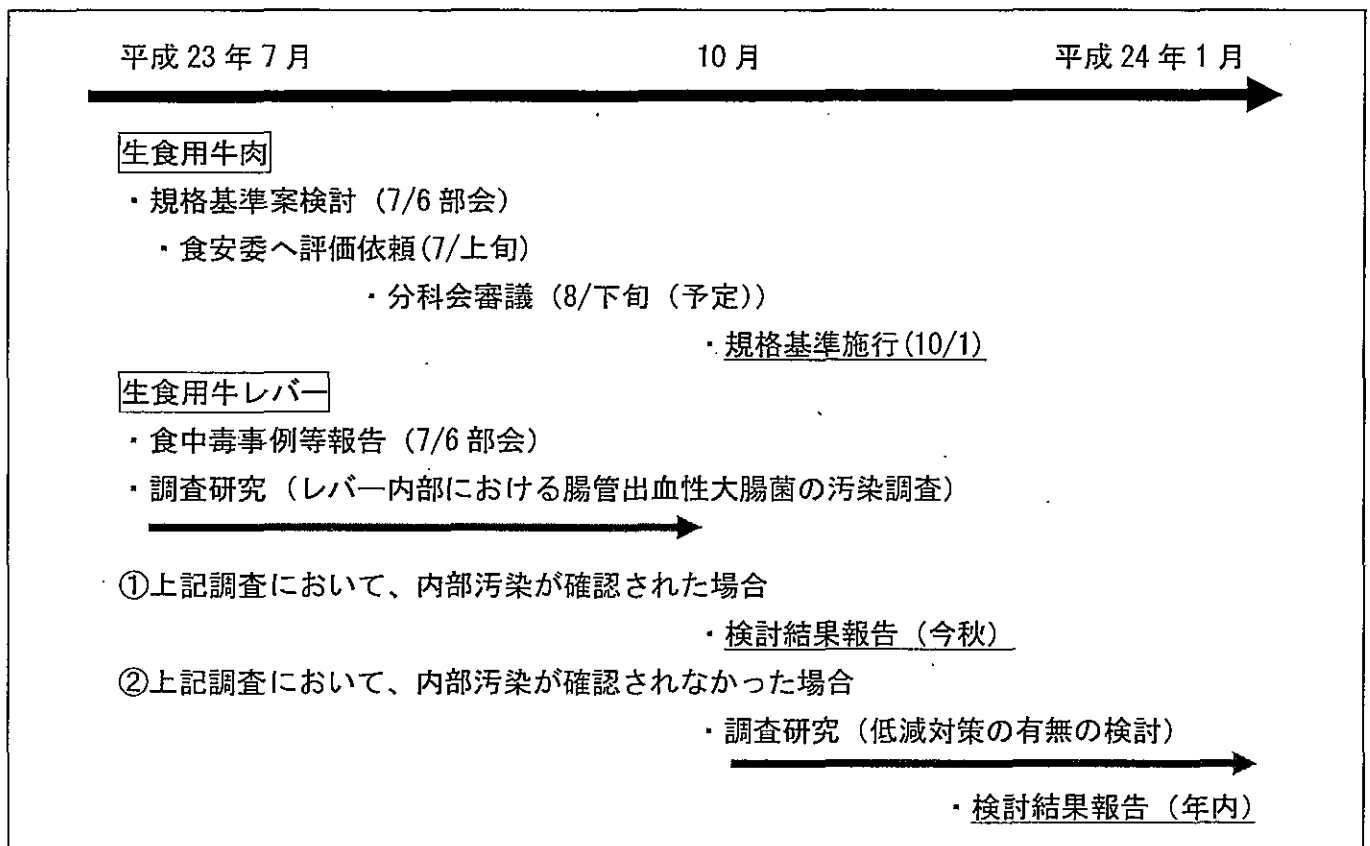 平成23年7月 10月 平成24年1月
生食用牛肉
・規格基準案検討（7/6部会）
・食安委へ評価依頼(7/上旬)
・分科会審議（8/下旬（予定））
・規格基準施行(10/1)
生食用牛レバー
・食中毒事例等報告（7/6部会）
・調査研究（レバー内部における腸管出血性大腸菌の汚染調査）
①上記調査において、内部汚染が確認された場合
・検討結果報告（今秋）
②上記調査において、内部汚染が確認されなかった場合
・調査研究（低減対策の有無の検討）
・検討結果報告（年内）